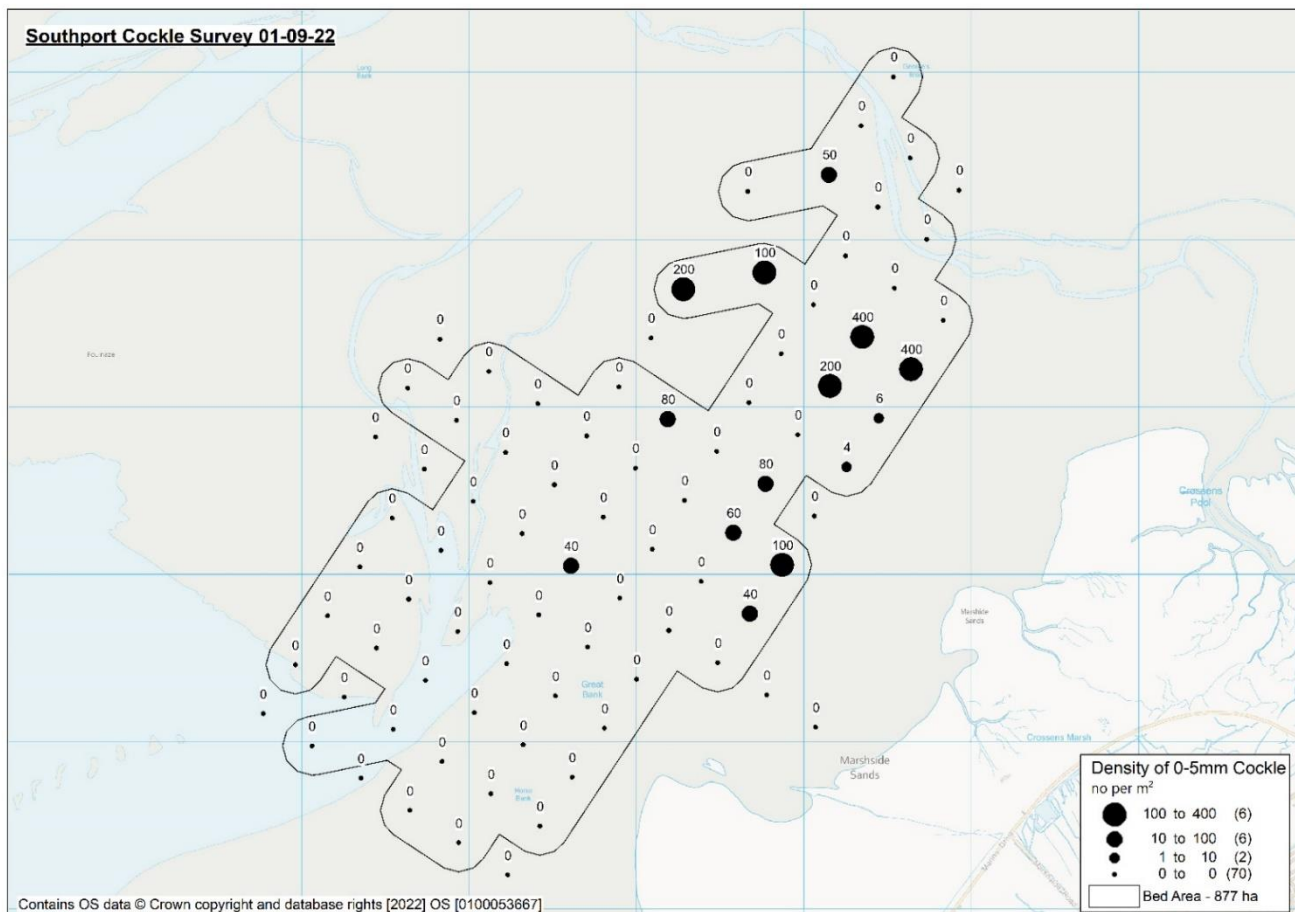 Southport Cockle Survey 01-09-22
Long Bank
0
0
0
50
0 0
0
0
0
100
200 0
0
0
0 0 400
0
Foulnaze
0 400
0 0 200
0 0
0 80 6
0 0 0
0 0
0 0 4
0 80
0 0
0 0 0
Crossens
Pool
0 60
0 0
0 40 100
0 0
0 0 40
0 0
Marshside
Sands
0 0
0 0
0 0 0
0 0
0 0 0
Great
Bank
0 0
0 0 0
0 0
Crossens Marsh
0 0
Marshside
Sands
0 0
Horse
Bank
0 0
0
0
Density of 0-5mm Cockle
no per m²
100 to 400 (6)
10 to 100 (6)
1 to 10 (2)
0 to 0 (70)
Bed Area - 877 ha
Contains OS data © Crown copyright and database rights [2022] OS [0100053667]